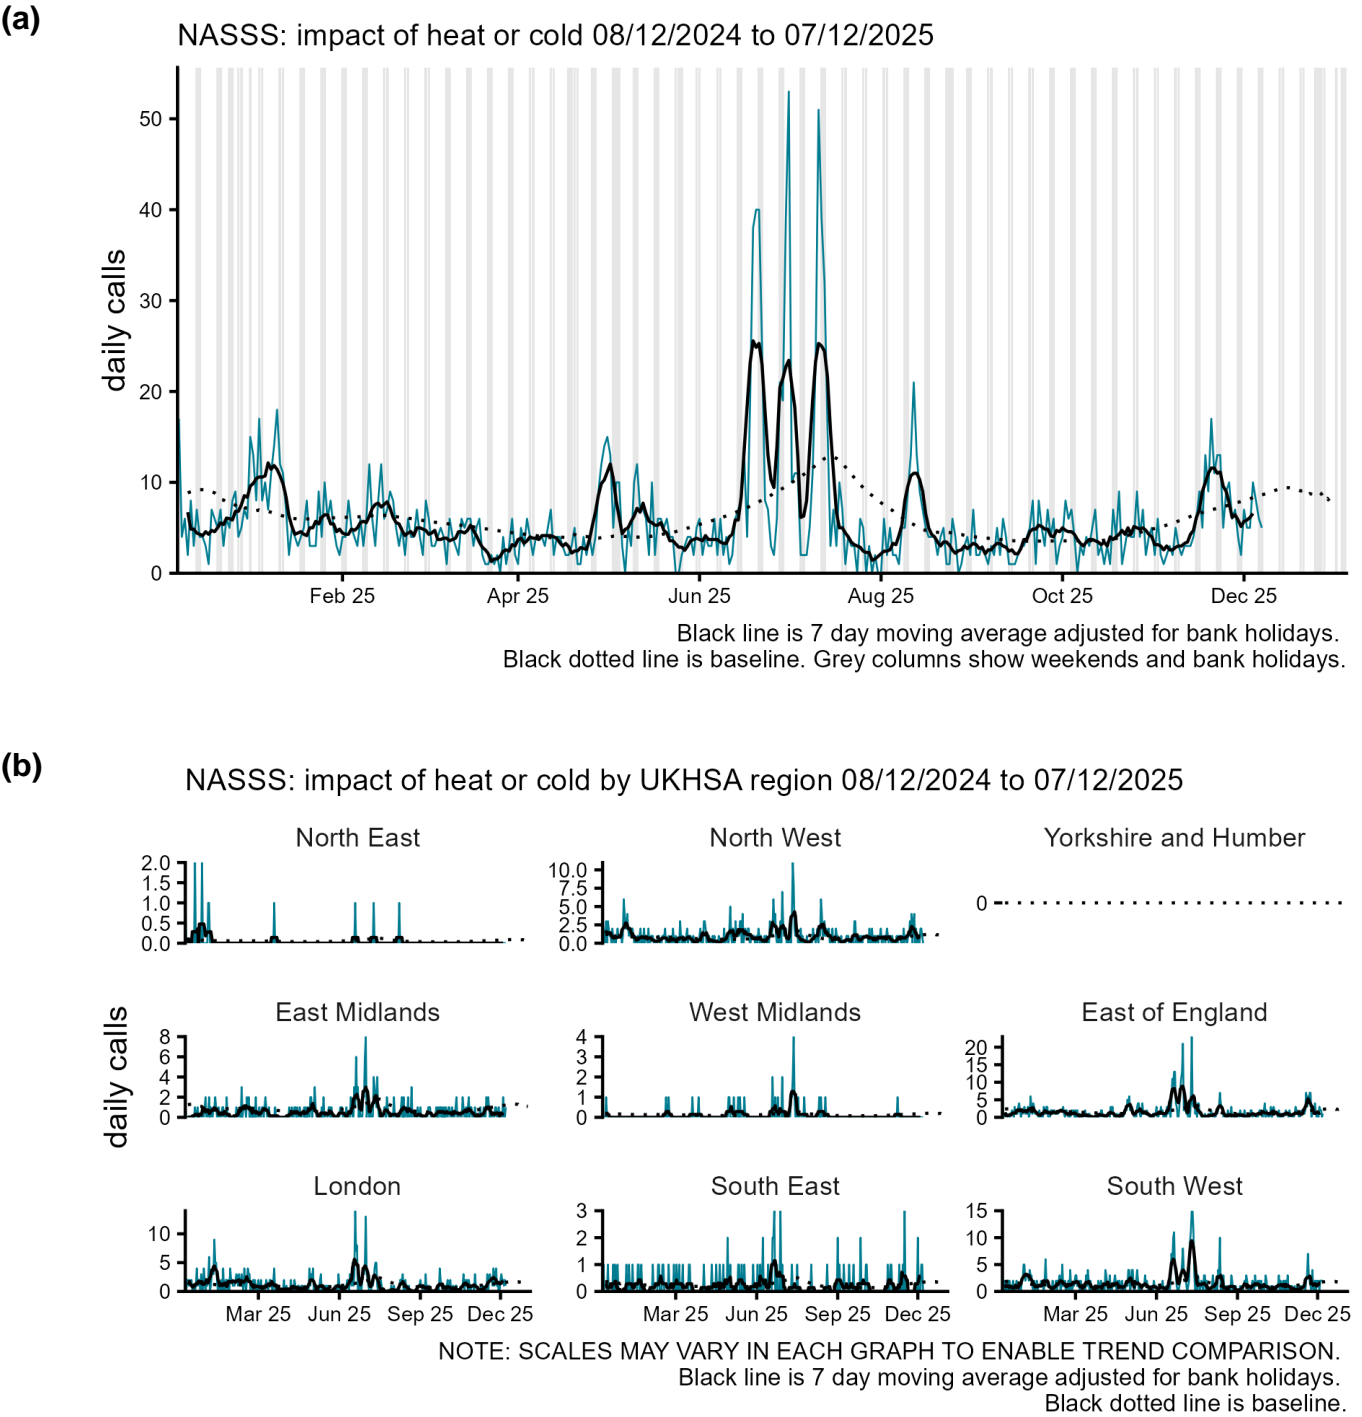 (a)
NASSS: impact of heat or cold 08/12/2024 to 07/12/2025
daily calls
50
40
30
20
10
0
Feb 25 Apr 25 Jun 25 Aug 25 Oct 25 Dec 25
Black line is 7 day moving average adjusted for bank holidays.
Black dotted line is baseline. Grey columns show weekends and bank holidays.
(b)
NASSS: impact of heat or cold by UKHSA region 08/12/2024 to 07/12/2025
daily calls
North East
2.0
1.5
1.0
0.5
0.0
North West
10.0
7.5
5.0
2.5
0.0
Yorkshire and Humber
0
East Midlands
8
6
4
2
0
West Midlands
4
3
2
1
0
East of England
20
15
10
5
0
London
10
5
0
Mar 25 Jun 25 Sep 25 Dec 25
South East
3
2
1
0
Mar 25 Jun 25 Sep 25 Dec 25
South West
15
10
5
0
Mar 25 Jun 25 Sep 25 Dec 25
NOTE: SCALES MAY VARY IN EACH GRAPH TO ENABLE TREND COMPARISON.
Black line is 7 day moving average adjusted for bank holidays.
Black dotted line is baseline.